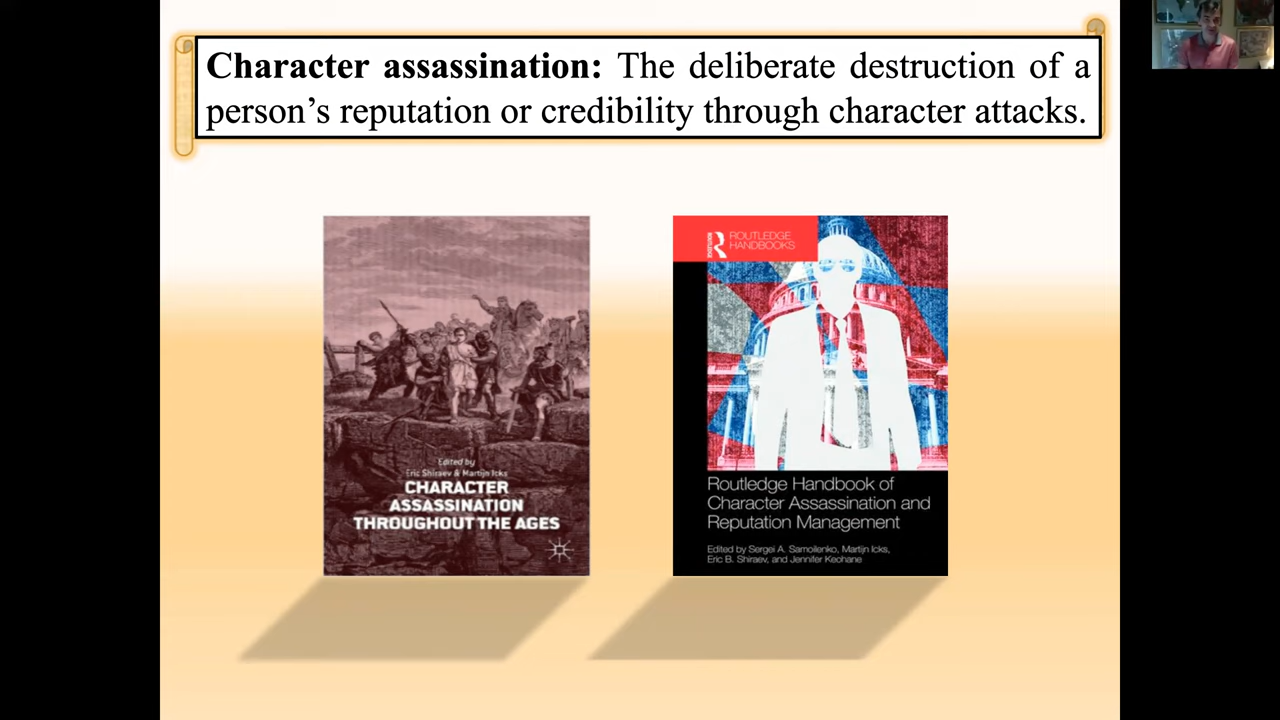 Character assassination: The deliberate destruction of a
person’s reputation or credibility through character attacks.
Edited by
Eric Shiraev & Martijn Icks
CHARACTER
ASSASSINATION
THROUGHOUT THE AGES
ROUTLEDGE
ROUTLEDGE
HANDBOOKS
Routledge Handbook of
Character Assassination and
Reputation Management
Edited by Sergei A. Samoilenko, Martijn Icks,
Eric B. Shiraev, and Jennifer Keohane